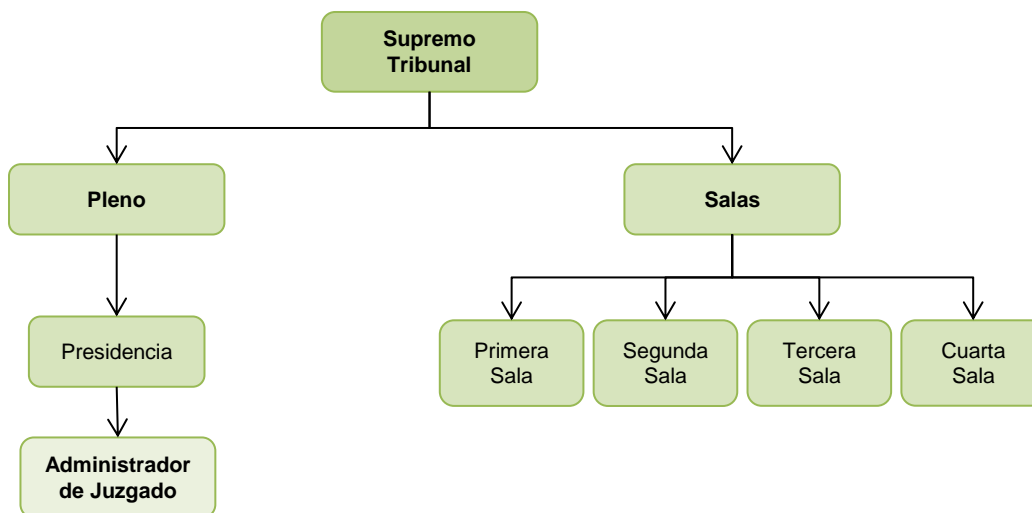 Supremo
Tribunal
Pleno
Salas
Presidencia
Primera
Sala
Segunda
Sala
Tercera
Sala
Cuarta
Sala
Administrador
de Juzgado